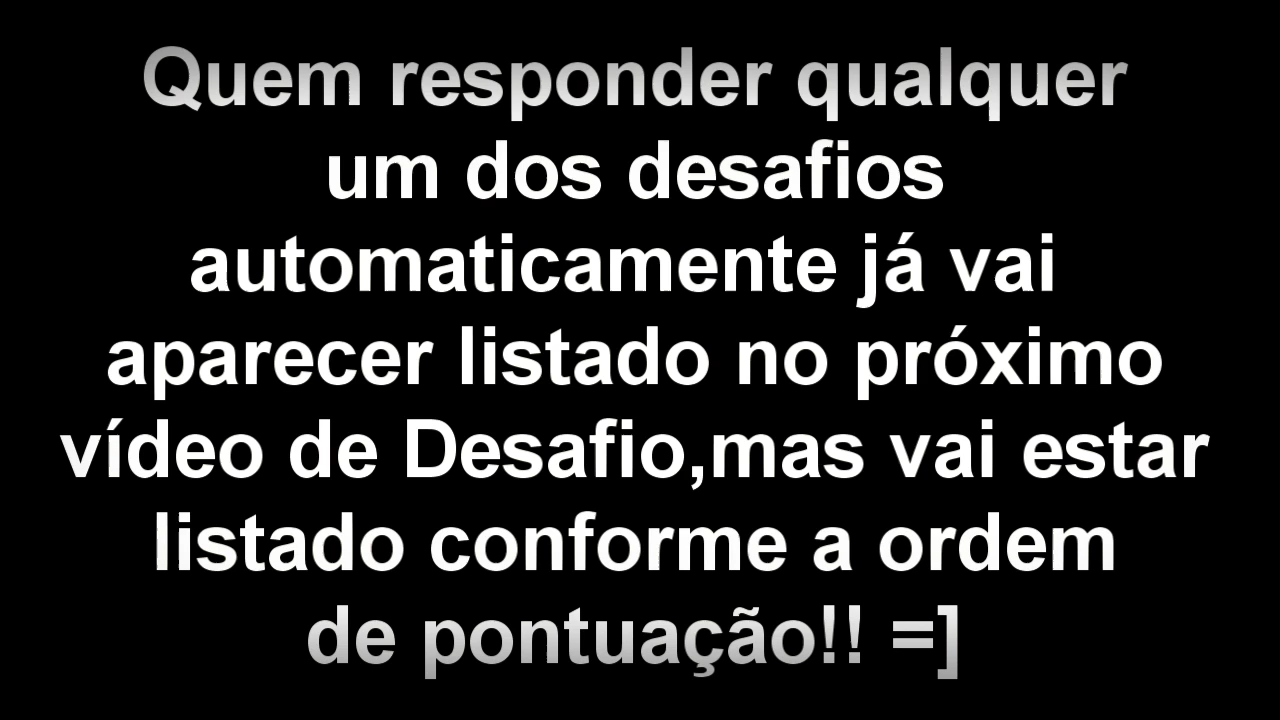 Quem responder qualquer
um dos desafios
automaticamente já vai
aparecer listado no próximo
vídeo de Desafio,mas vai estar
listado conforme a ordem
de pontuação!! =]